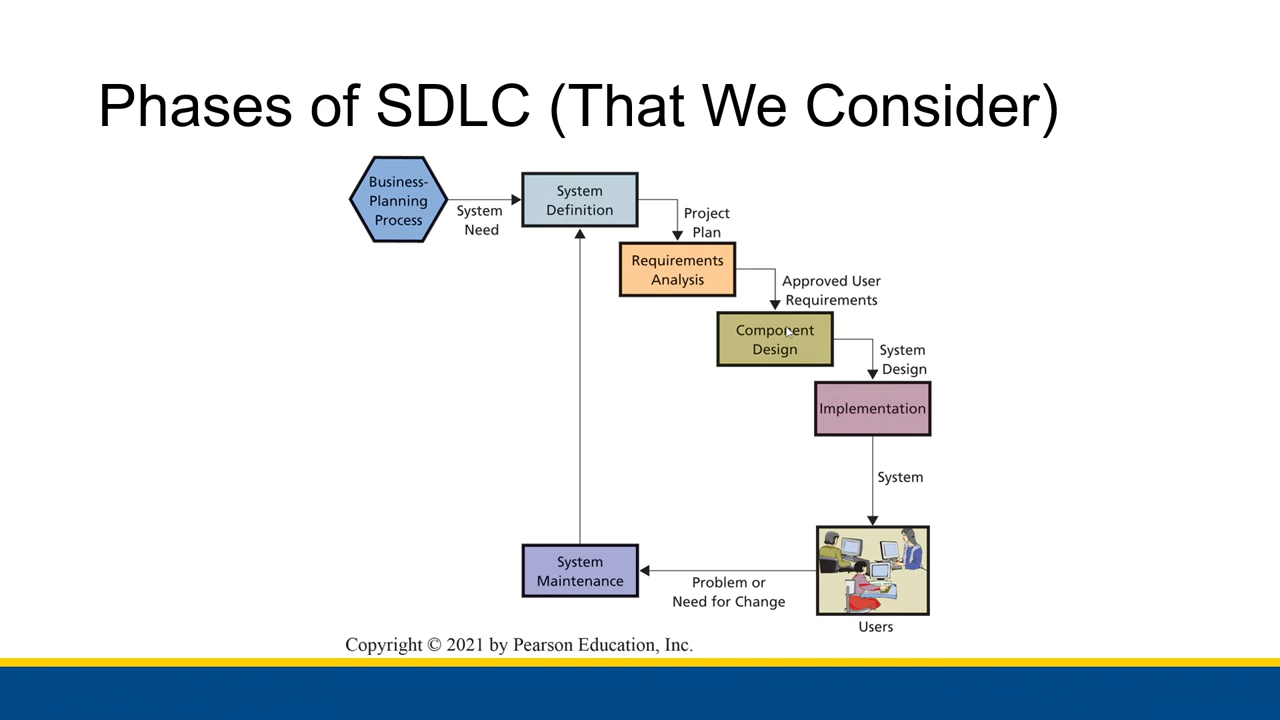 Phases of SDLC (That We Consider)
Business-
Planning
Process
System
Need
System
Definition
Project
Plan
Requirements
Analysis
Approved User
Requirements
Component
Design
System
Design
Implementation
System
Users
Problem or
Need for Change
System
Maintenance
Copyright © 2021 by Pearson Education, Inc.